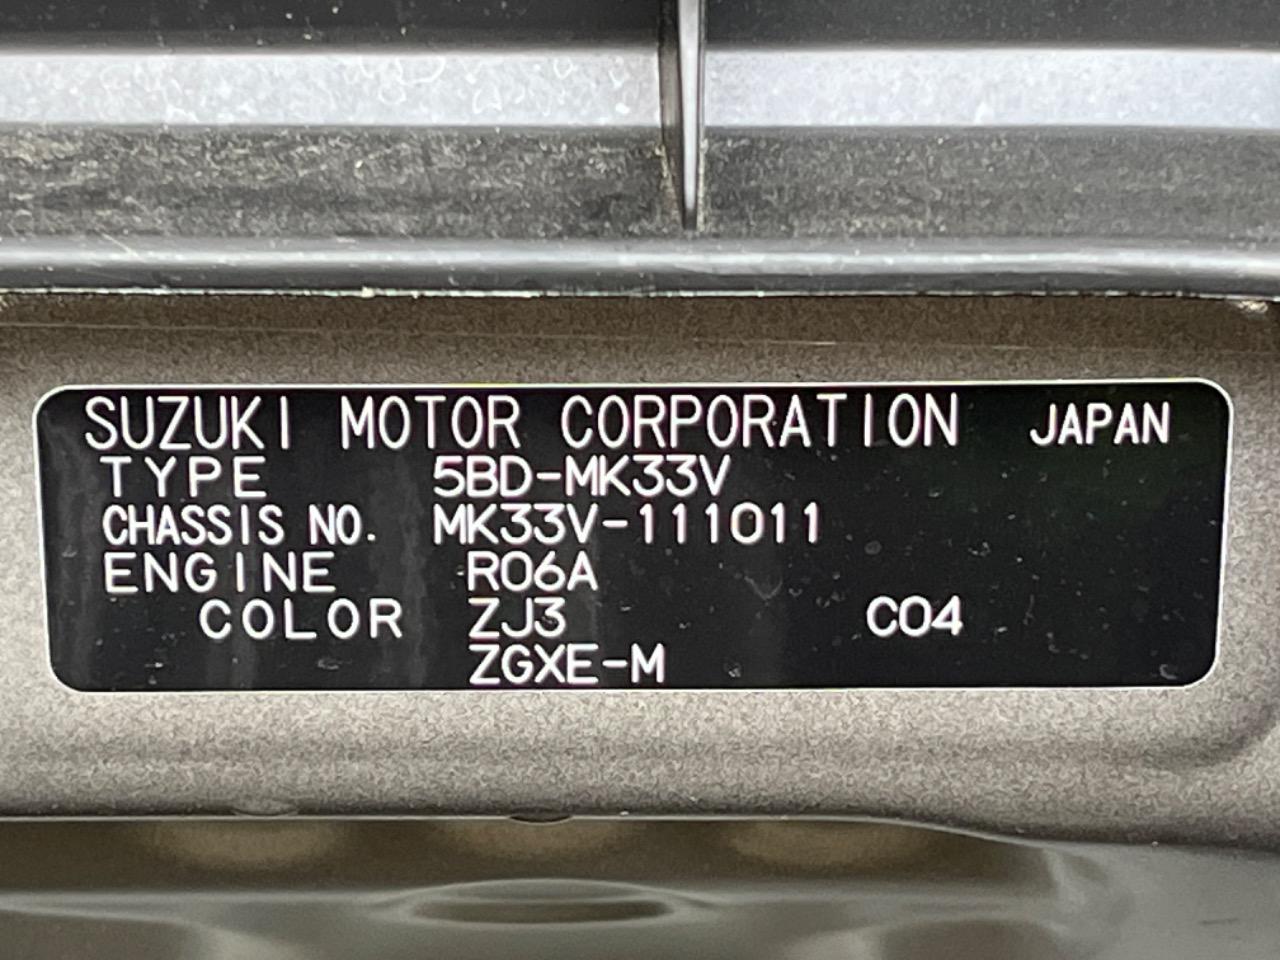 SUZUKI MOTOR CORPORATION JAPAN
TYPE 5BD-MK33V
CHASSIS NO. MK33V-111011
ENGINE R06A
COLOR ZJ3 C04
ZGXE-M